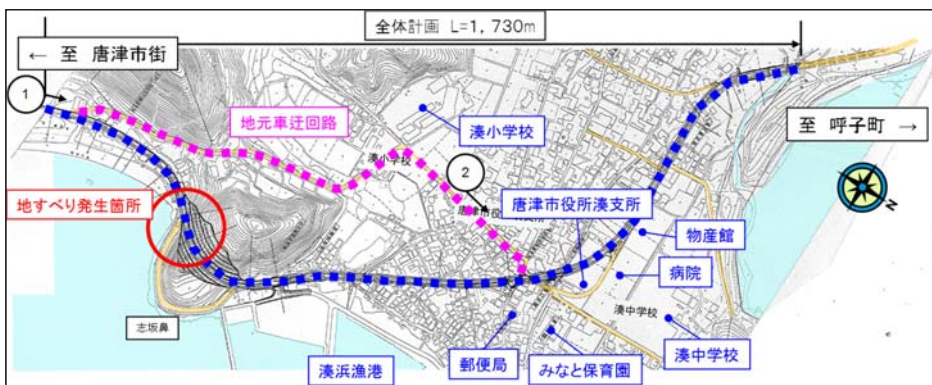 全体計画 L=1,730m
← 至 唐津市街
1
地元車迂回路
湊小学校
至 呼子町 →
湊小学校
2
地すべり発生箇所
唐津市役所湊支所
物産館
病院
湊中学校
志坂鼻
湊中学校
湊浜漁港
郵便局
みなと保育園